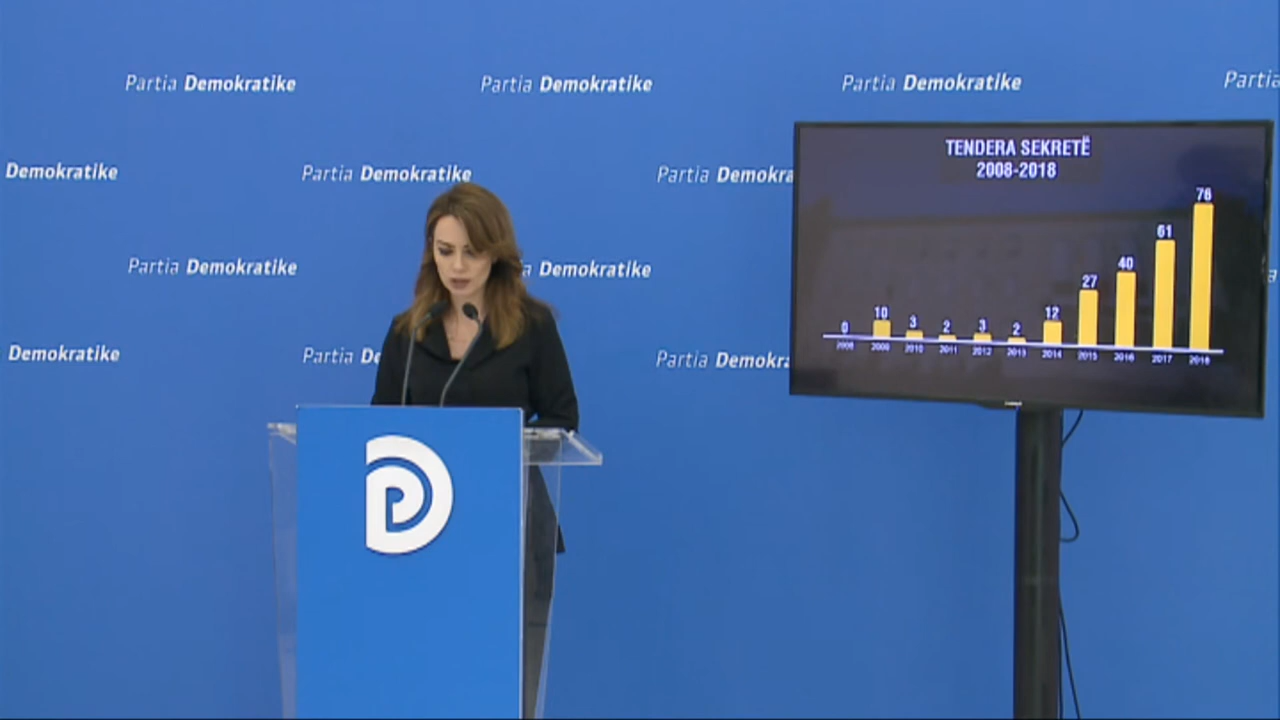 Partia Demokratike
Partia Demokratike
Partia Demokratike
Partia
Demokratike
Partia Demokratike
Partia Demokra
Partia Demokratike
Demokratike
Demokratike
Partia De
Partia Demokra
TENDERA SEKRETË
2008-2018
0 10 3 2 3 2 12 27 40 61 76
2008 2009 2010 2011 2012 2013 2014 2015 2016 2017 2018